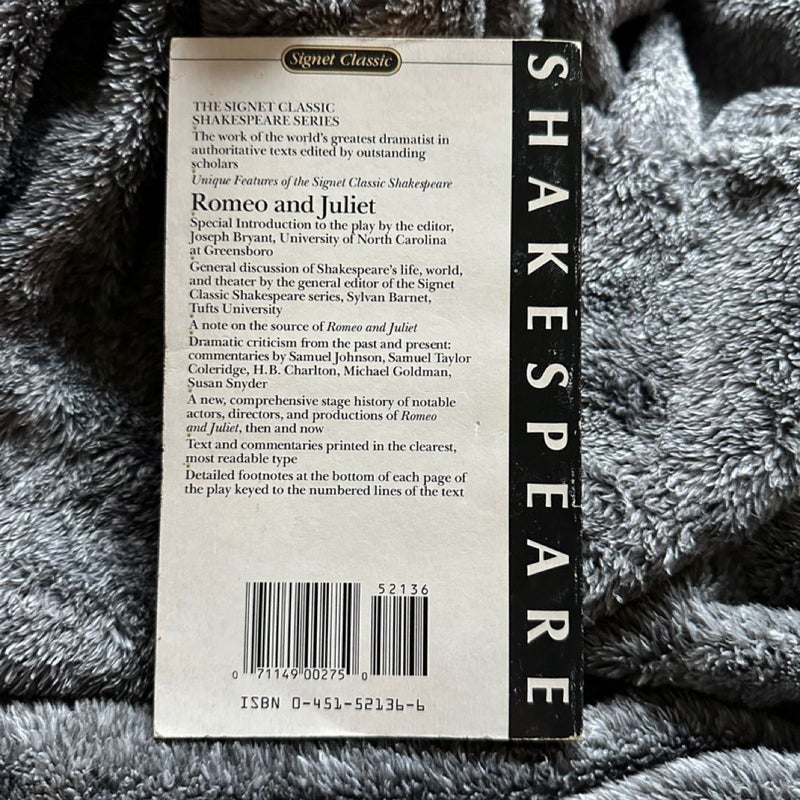 Signet Classic
THE SIGNET CLASSIC
SHAKESPEARE SERIES
The work of the world's greatest dramatist in
authoritative texts edited by outstanding
scholars
Unique Features of the Signet Classic Shakespeare
Romeo and Juliet
Special Introduction to the play by the editor,
Joseph Bryant, University of North Carolina
at Greensboro
General discussion of Shakespeare's life, world,
and theater by the general editor of the Signet
Classic Shakespeare series, Sylvan Barnet,
Tufts University
A note on the source of Romeo and Juliet
Dramatic criticism from the past and present:
commentaries by Samuel Johnson, Samuel Taylor
Coleridge, H.B. Charlton, Michael Goldman,
Susan Snyder
A new, comprehensive stage history of notable
actors, directors, and productions of Romeo
and Juliet, then and now
Text and commentaries printed in the clearest,
most readable type
Detailed footnotes at the bottom of each page of
the play keyed to the numbered lines of the text
52136
0 71149 00275 0
ISBN 0-451-52136-6
SHAKESPEARE